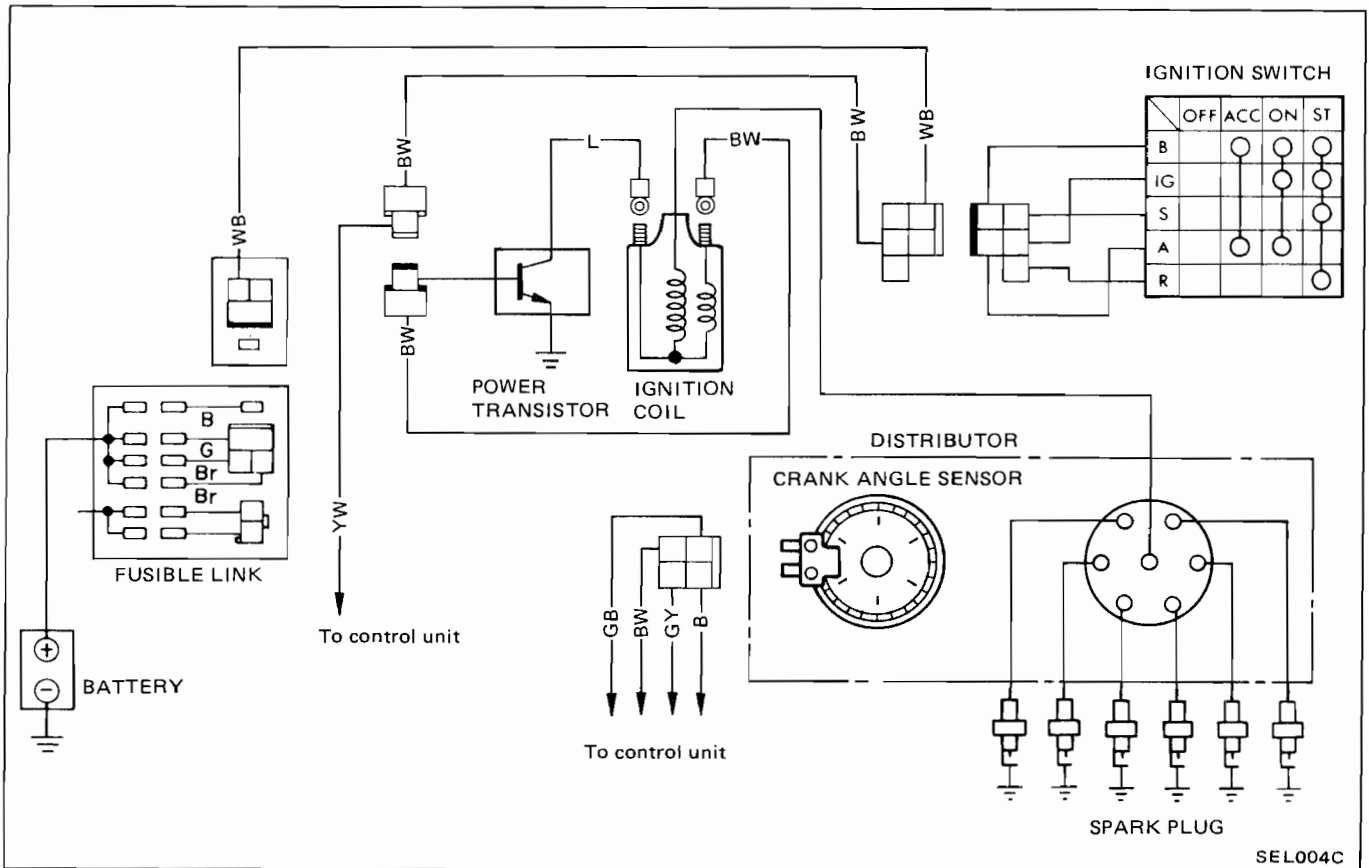 IGNITION SWITCH
OFF ACC ON ST
B
IG
S
A
R
WB
BW
WB
BW
L
BW
WB
BW
POWER
TRANSISTOR
IGNITION
COIL
B
G
Br
Br
FUSIBLE LINK
YW
To control unit
BATTERY
DISTRIBUTOR
CRANK ANGLE SENSOR
GB
BW
GY
B
To control unit
SPARK PLUG
SEL004C